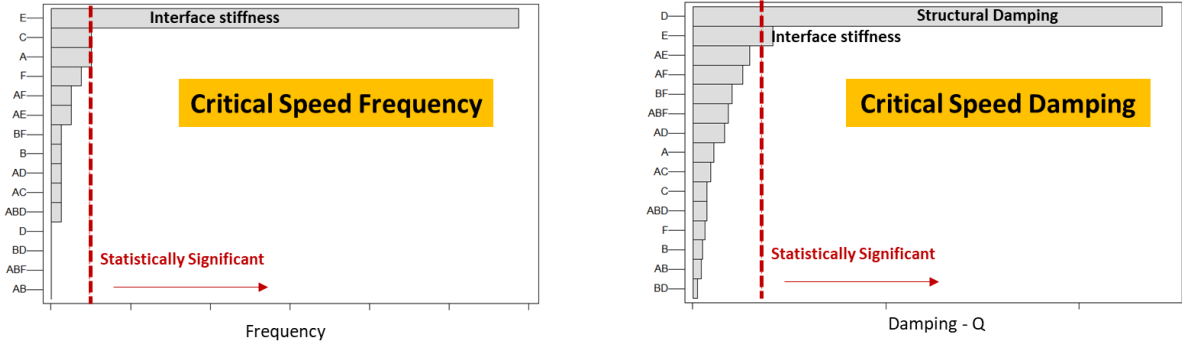 E
Interface stiffness
C
A
F
AF
AE
BF
B
AD
AC
ABD
D
BD
ABF
AB
Critical Speed Frequency
Statistically Significant
Frequency
D
Structural Damping
E
Interface stiffness
AE
AF
BF
ABF
AD
A
AC
C
ABD
F
B
AB
BD
Critical Speed Damping
Statistically Significant
Damping - Q